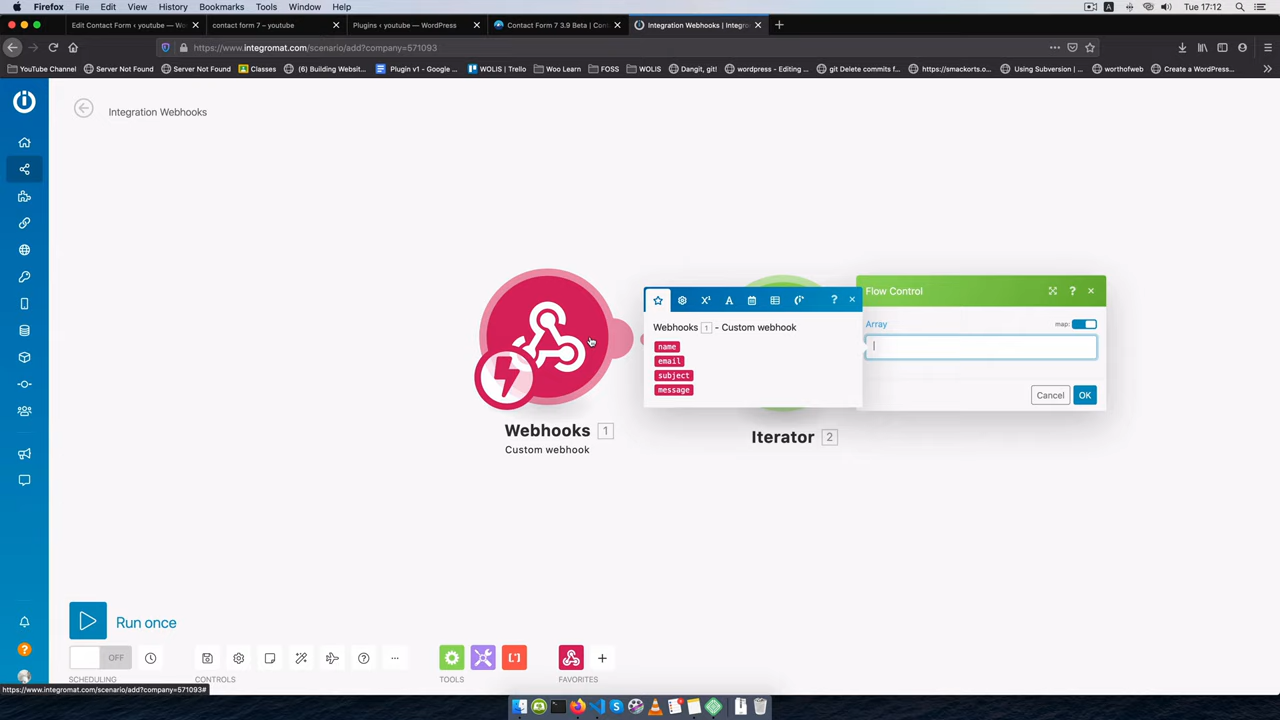 Firefox File Edit View History Bookmarks Tools Window Help
A
Tue 17:12
Edit Contact Form ‹ youtube — Wo
contact form 7 – youtube
Plugins ‹ youtube — WordPress
Contact Form 7 3.9 Beta | Con
Integration Webhooks | Integro
https://www.integromat.com/scenario/add?company=571093
YouTube Channel
Server Not Found
Server Not Found
Classes
(6) Building Websit...
Plugin v1 - Google ...
WOLIS | Trello
Woo Learn
FOSS
WOLIS
Dangit, git!
wordpress - Editing ...
git Delete commits f...
https://smackorts.o...
Using Subversion | ...
worthofweb
Create a WordPress...
Integration Webhooks
Webhooks 1 - Custom webhook
name
email
subject
message
Flow Control
Array
map:
Cancel
OK
Webhooks 1
Custom webhook
Iterator 2
Run once
OFF
SCHEDULING
CONTROLS
TOOLS
FAVORITES
https://www.integromat.com/scenario/add?company=571093#